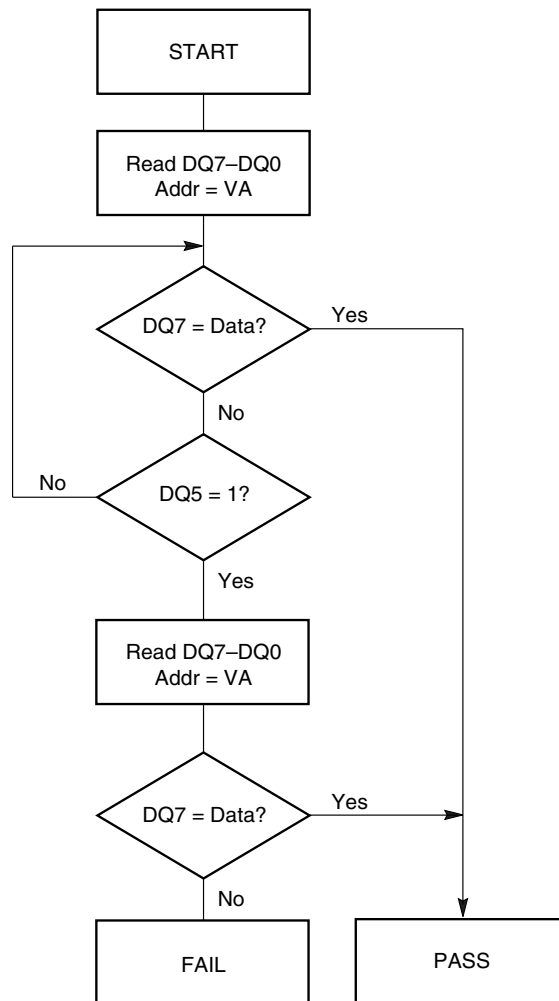 START
Read DQ7–DQ0
Addr = VA
DQ7 = Data?
Yes
No
No
DQ5 = 1?
Yes
Read DQ7–DQ0
Addr = VA
DQ7 = Data?
Yes
No
FAIL
PASS